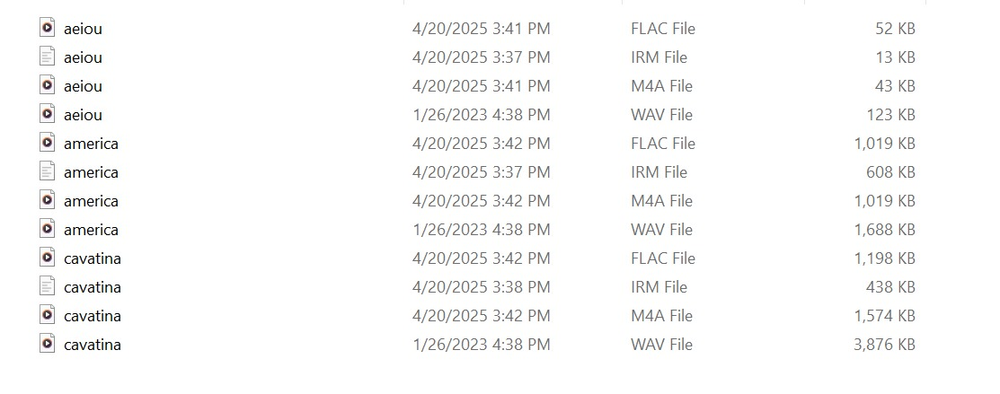 aeiou 4/20/2025 3:41 PM FLAC File 52 KB
aeiou 4/20/2025 3:37 PM IRM File 13 KB
aeiou 4/20/2025 3:41 PM M4A File 43 KB
aeiou 1/26/2023 4:38 PM WAV File 123 KB
america 4/20/2025 3:42 PM FLAC File 1,019 KB
america 4/20/2025 3:37 PM IRM File 608 KB
america 4/20/2025 3:42 PM M4A File 1,019 KB
america 1/26/2023 4:38 PM WAV File 1,688 KB
cavatina 4/20/2025 3:42 PM FLAC File 1,198 KB
cavatina 4/20/2025 3:38 PM IRM File 438 KB
cavatina 4/20/2025 3:42 PM M4A File 1,574 KB
cavatina 1/26/2023 4:38 PM WAV File 3,876 KB